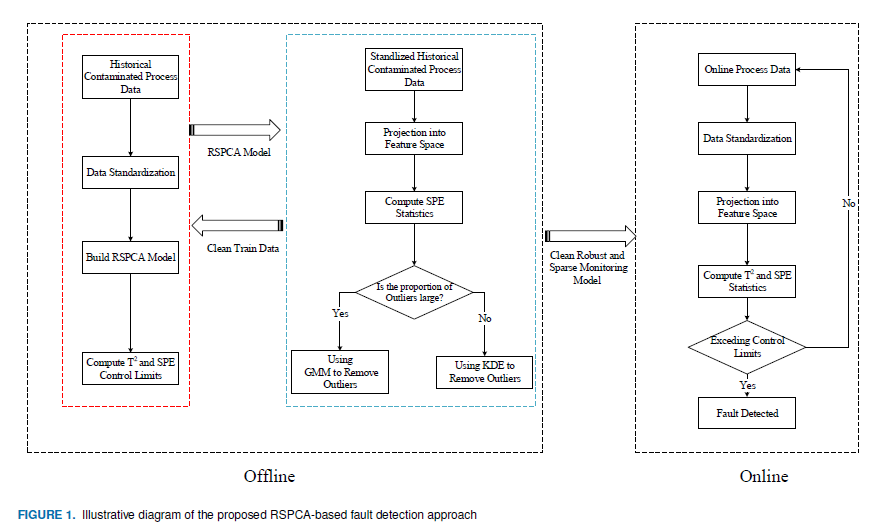 Historical
Contaminated Process
Data
Data Standardization
Build RSPCA Model
Compute T² and SPE
Control Limits
RSPCA Model
Clean Train Data
Standlized Historical
Contaminated Process
Data
Projection into
Feature Space
Compute SPE
Statistics
Is the proportion of
Outliers large?
Yes
No
Using
GMM to Remove
Outliers
Using KDE to
Remove Outliers
Clean Robust and
Sparse Monitoring
Model
Online Process Data
Data Standardization
Projection into
Feature Space
Compute T² and SPE
Statistics
Exceding Control
Limits
No
Yes
Fault Detected
Offline
Online
FIGURE 1. Illustrative diagram of the proposed RSPCA-based fault detection approach